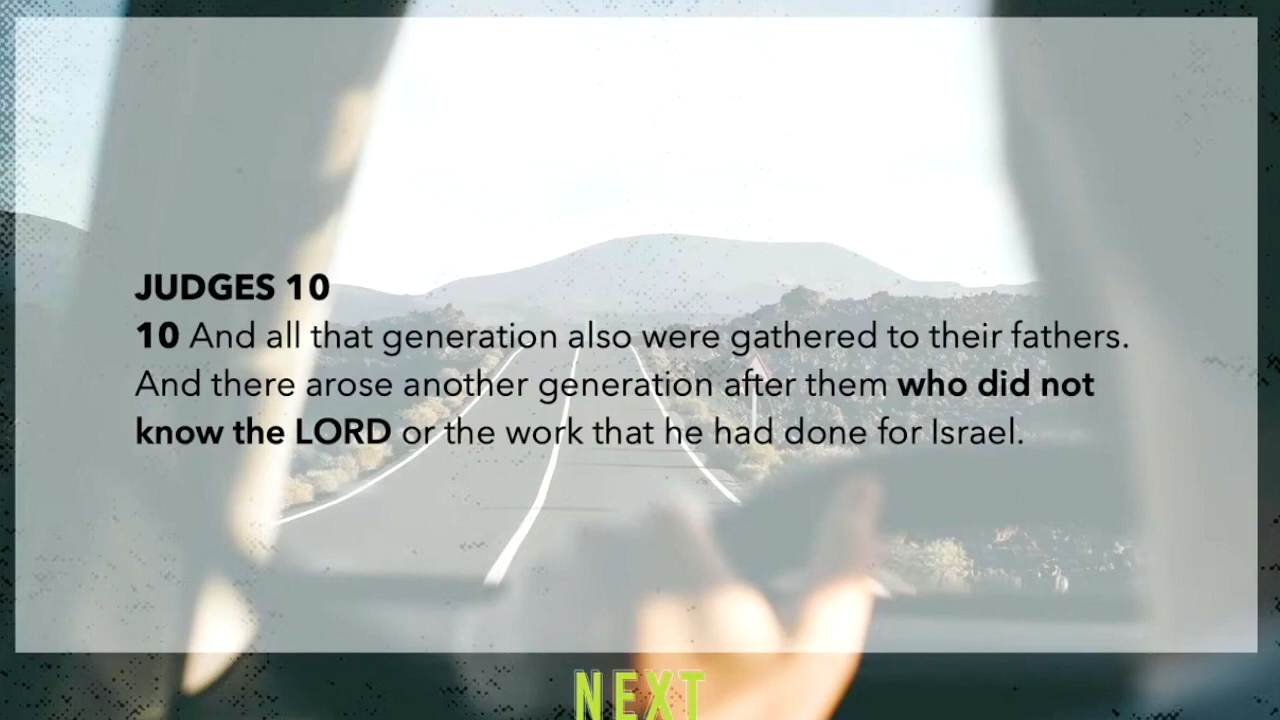 JUDGES 10
10 And all that generation also were gathered to their fathers.
And there arose another generation after them who did not
know the LORD or the work that he had done for Israel.
NEXT